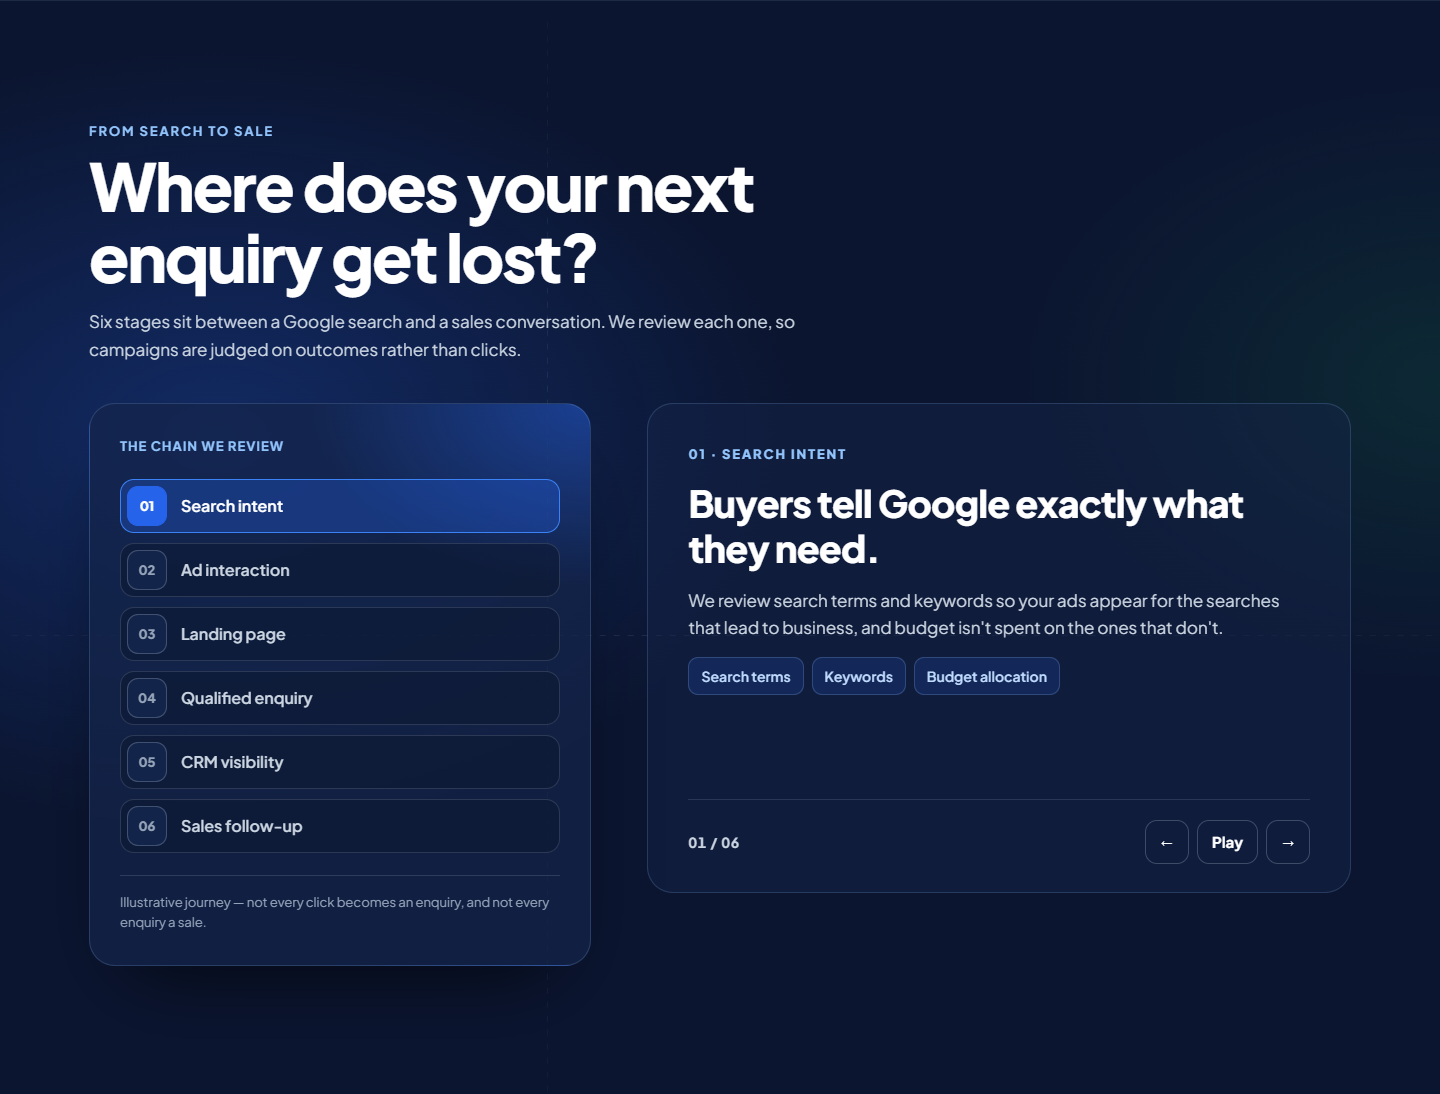 FROM SEARCH TO SALE
Where does your next
enquiry get lost?
Six stages sit between a Google search and a sales conversation. We review each one, so
campaigns are judged on outcomes rather than clicks.
THE CHAIN WE REVIEW
01 Search intent
02 Ad interaction
03 Landing page
04 Qualified enquiry
05 CRM visibility
06 Sales follow-up
Illustrative journey — not every click becomes an enquiry, and not every
enquiry a sale.
01 · SEARCH INTENT
Buyers tell Google exactly what
they need.
We review search terms and keywords so your ads appear for the searches
that lead to business, and budget isn't spent on the ones that don't.
Search terms Keywords Budget allocation
01 / 06 ← Play →